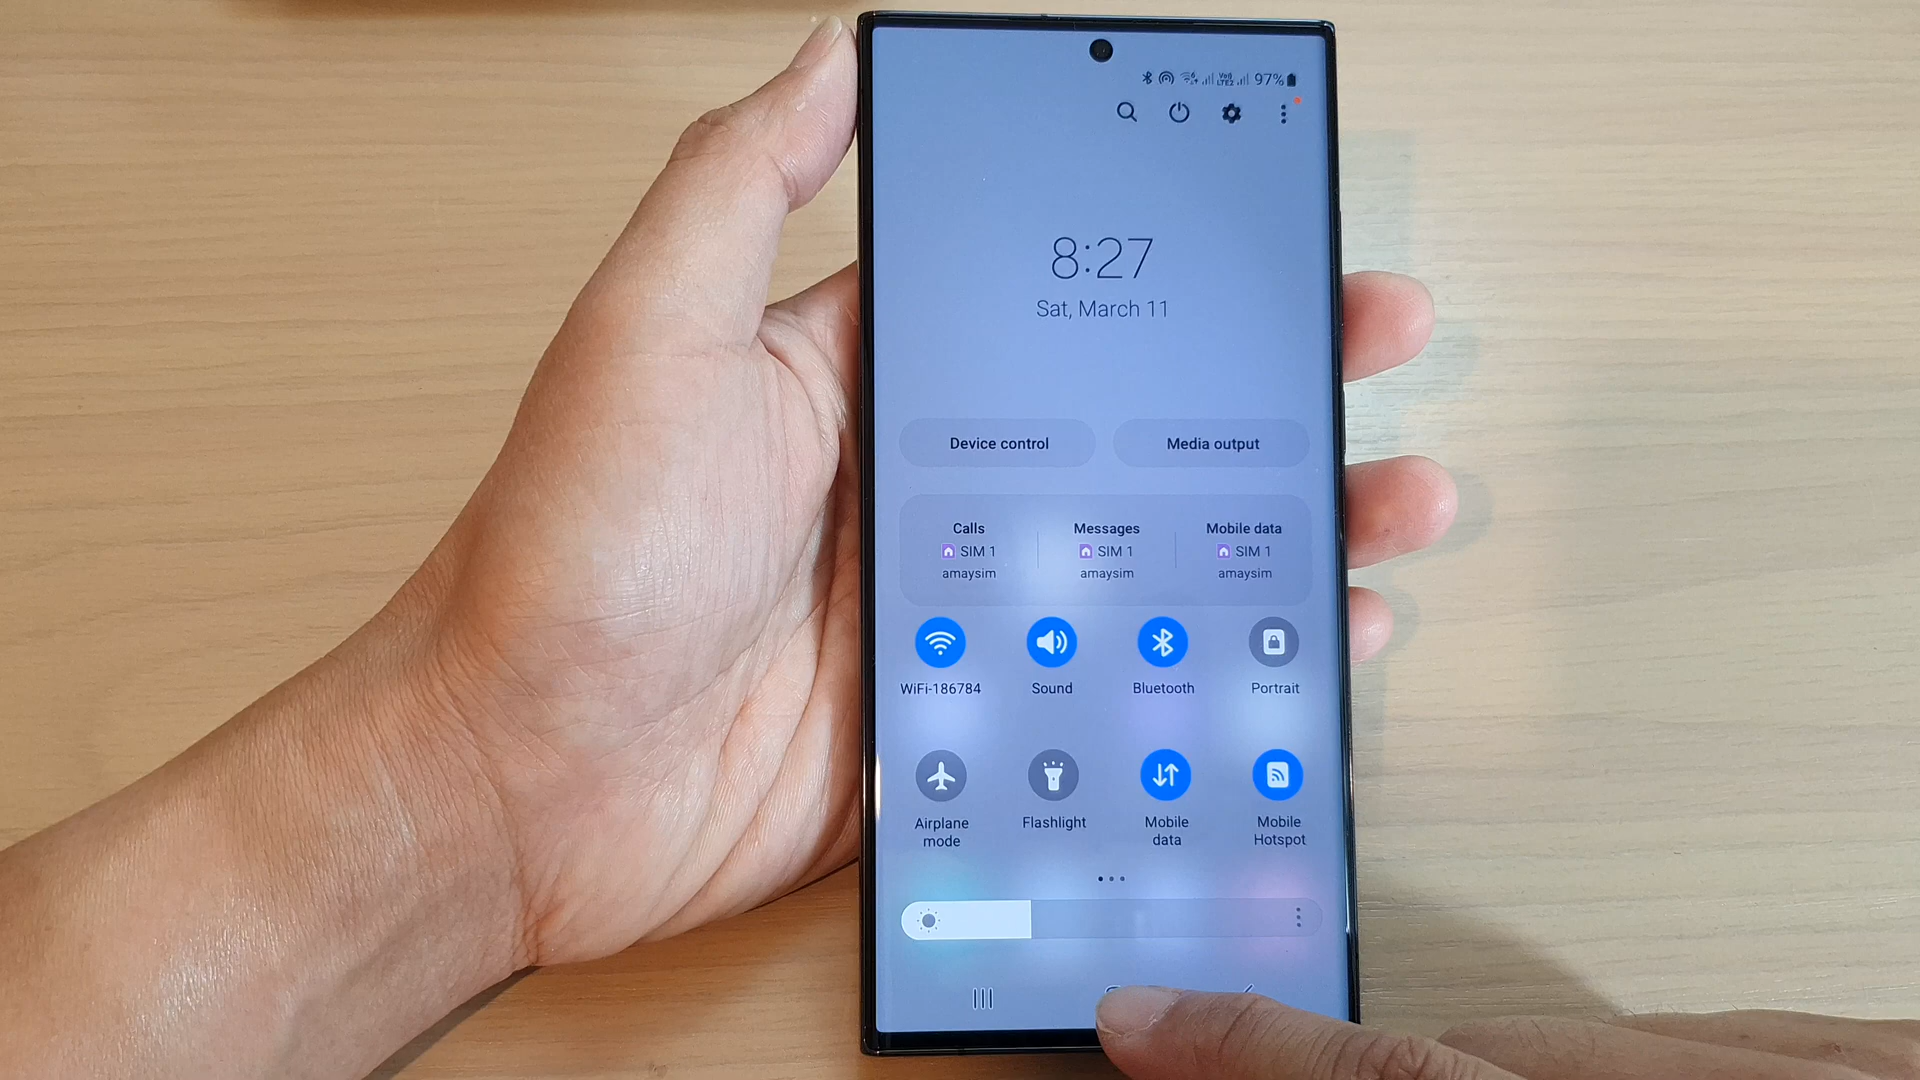 97%
8:27
Sat, March 11
Device control
Media output
Calls
SIM 1
amaysim
Messages
SIM 1
amaysim
Mobile data
SIM 1
amaysim
WiFi-186784
Sound
Bluetooth
Portrait
Airplane
mode
Flashlight
Mobile
data
Mobile
Hotspot